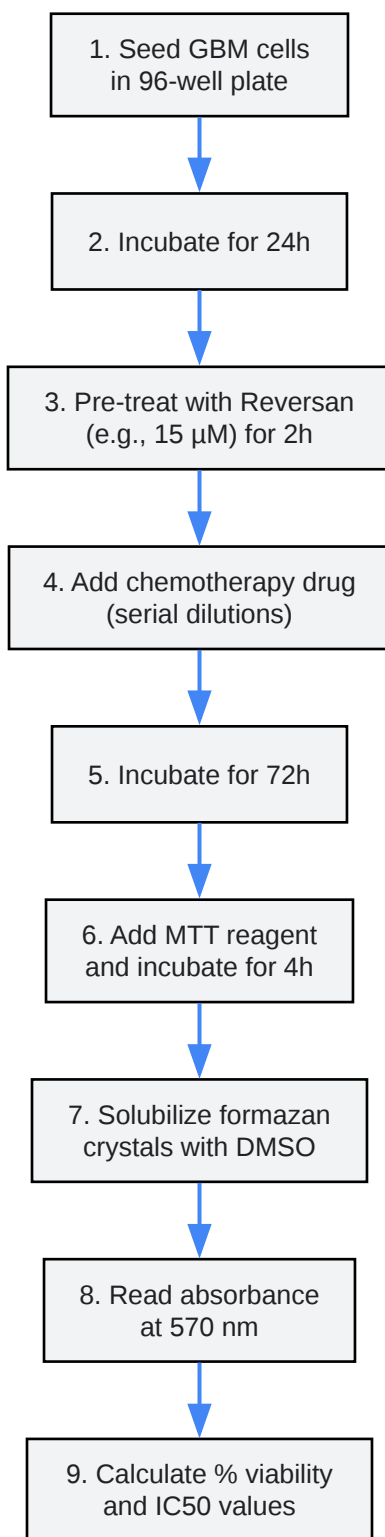 1. Seed GBM cells
in 96-well plate
2. Incubate for 24h
3. Pre-treat with Reversan
(e.g., 15 µM) for 2h
4. Add chemotherapy drug
(serial dilutions)
5. Incubate for 72h
6. Add MTT reagent
and incubate for 4h
7. Solubilize formazan
crystals with DMSO
8. Read absorbance
at 570 nm
9. Calculate % viability
and IC50 values